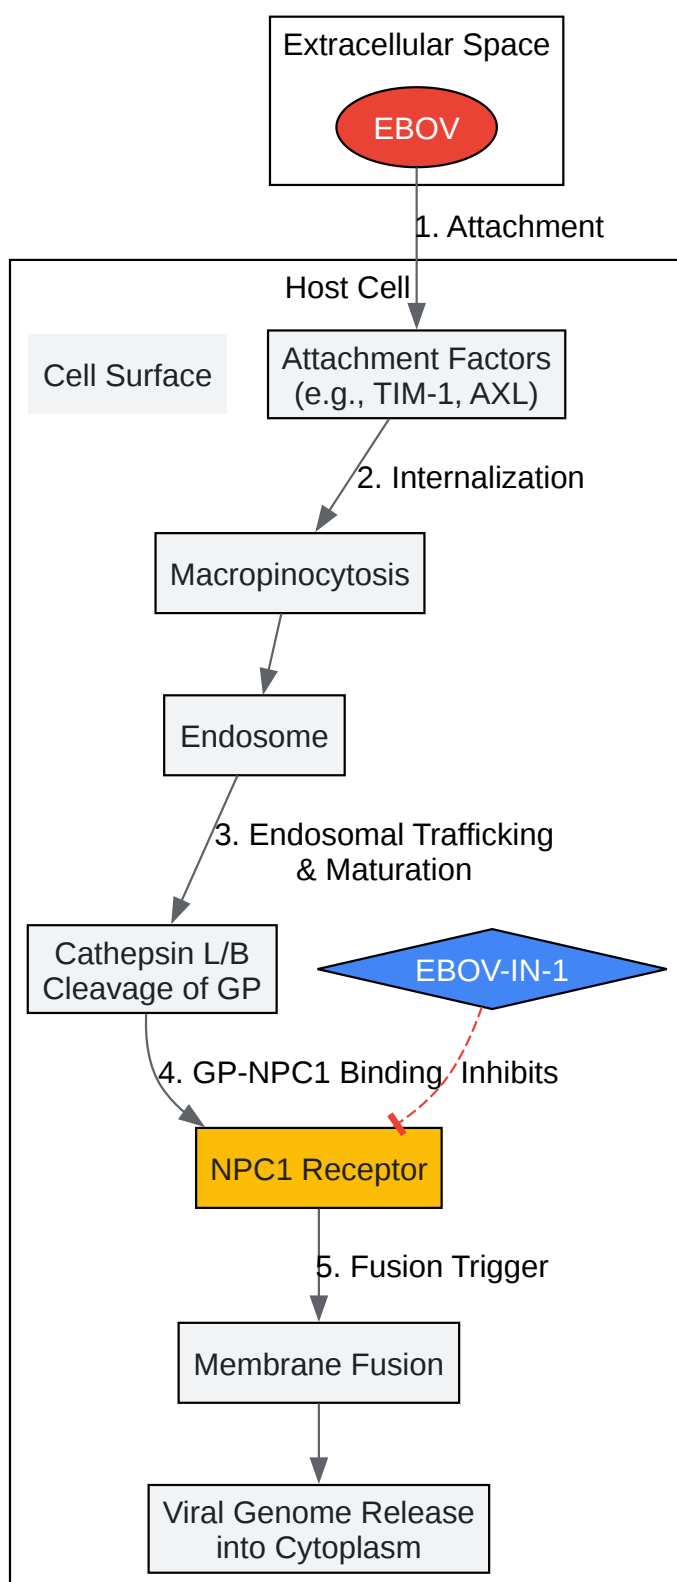 Extracellular Space
EBOV
1. Attachment
Host Cell
Cell Surface
Attachment Factors
(e.g., TIM-1, AXL)
2. Internalization
Macropinocytosis
Endosome
3. Endosomal Trafficking
& Maturation
Cathepsin L/B
Cleavage of GP
EBOV-IN-1
4. GP-NPC1 Binding
Inhibits
NPC1 Receptor
5. Fusion Trigger
Membrane Fusion
Viral Genome Release
into Cytoplasm